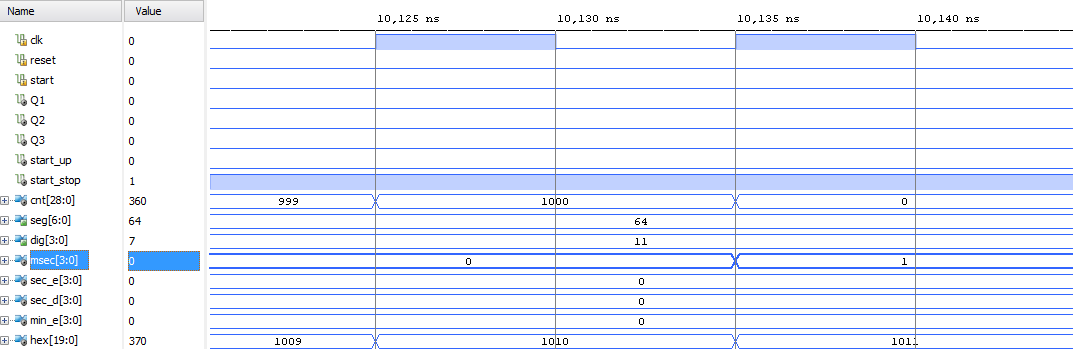 Name Value 10,125 ns 10,130 ns 10,135 ns 10,140 ns
clk 0
reset 0
start 0
Q1 0
Q2 0
Q3 0
start_up 0
start_stop 1
cnt[28:0] 360 999 1000 0
seg[6:0] 64 64
dig[3:0] 7 11
msec[3:0] 0 0 1
sec_e[3:0] 0 0
sec_d[3:0] 0 0
min_e[3:0] 0 0
hex[19:0] 370 1009 1010 1011